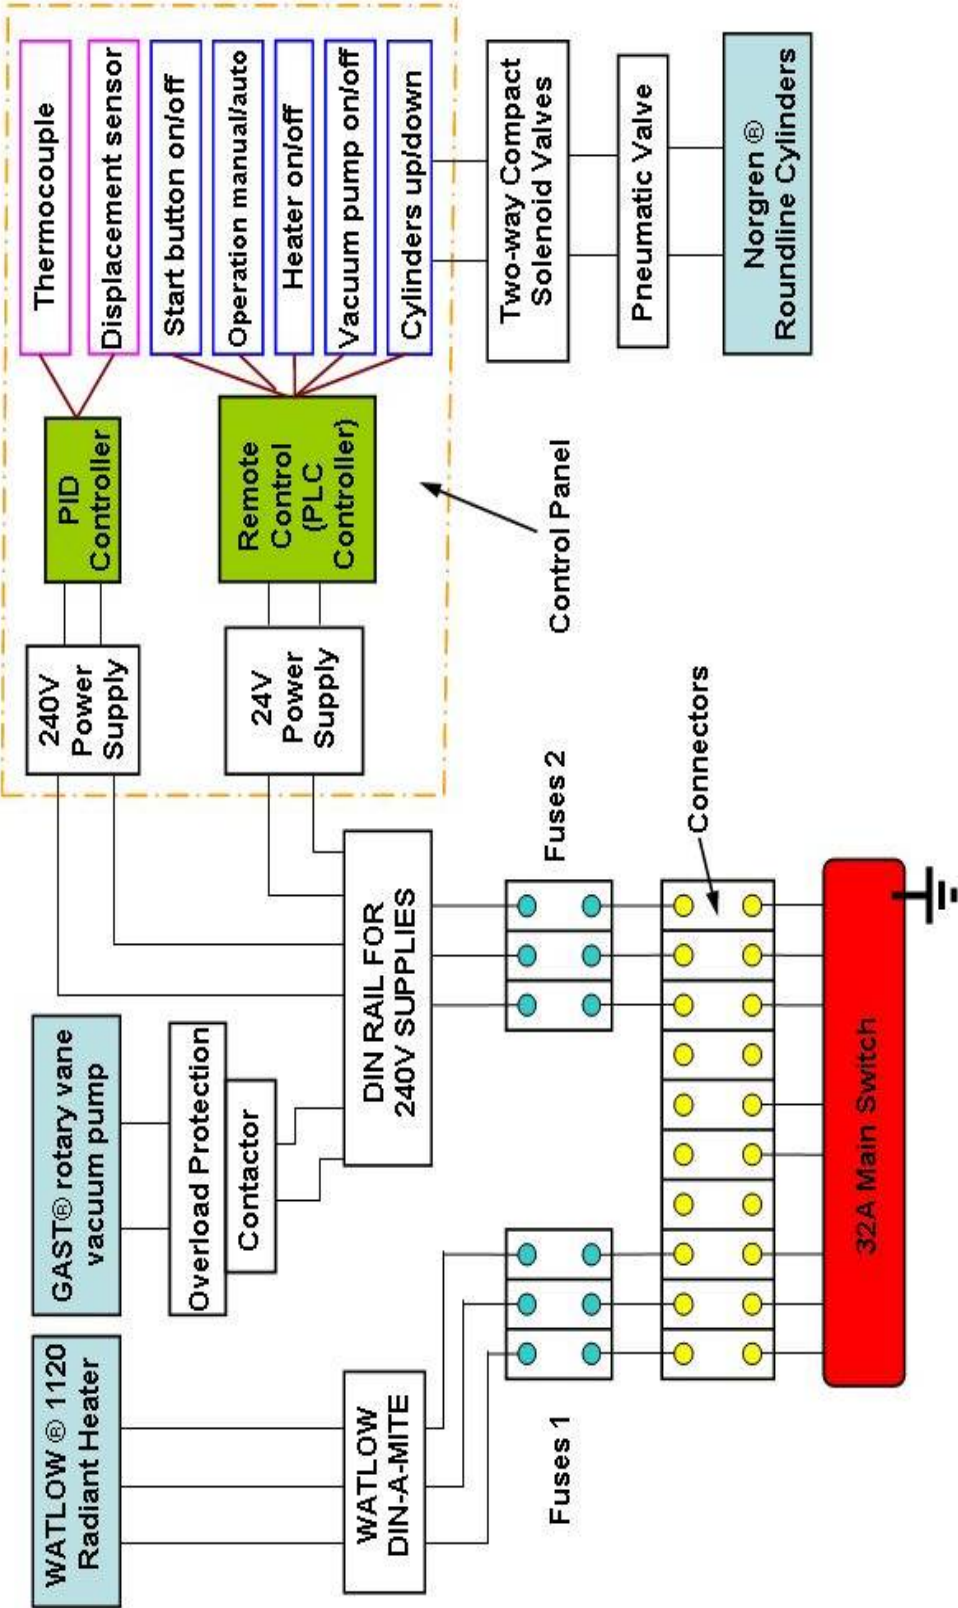 WATLOW ® 1120
Radiant Heater
GAST® rotary vane
vacuum pump
240V
Power
Supply
PID
Controller
Thermocouple
Displacement sensor
Overload Protection
Contactor
24V
Power
Supply
Remote
Control
(PLC
Controller)
Start button on/off
Operation manual/auto
Heater on/off
Vacuum pump on/off
Cylinders up/down
WATLOW
DIN-A-MITE
DIN RAIL FOR
240V SUPPLIES
Control Panel
Two-way Compact
Solenoid Valves
Fuses 1
Fuses 2
Pneumatic Valve
Connectors
Norgren ®
Roundline Cylinders
32A Main Switch